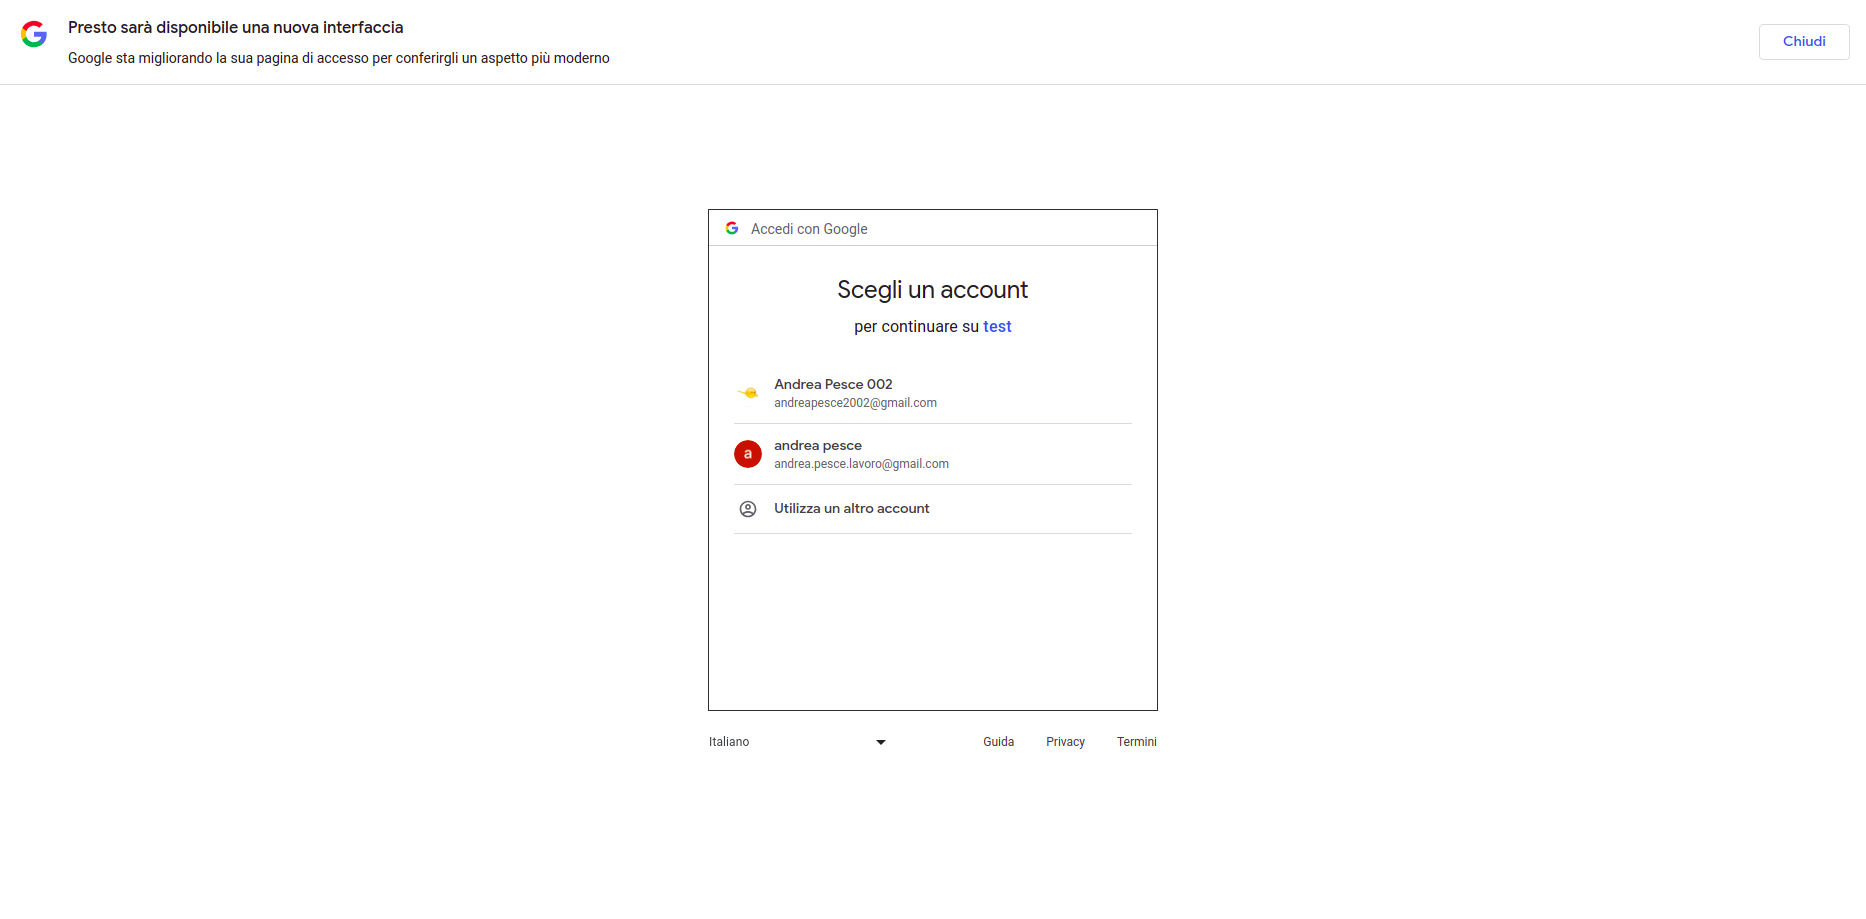 Presto sarà disponibile una nuova interfaccia
Google sta migliorando la sua pagina di accesso per conferirgli un aspetto più moderno
Chiudi
Accedi con Google
Scegli un account
per continuare su test
Andrea Pesce 002
andreapesce2002@gmail.com
a
andrea pesce
andrea.pesce.lavoro@gmail.com
Utilizza un altro account
Italiano
Guida
Privacy
Termini